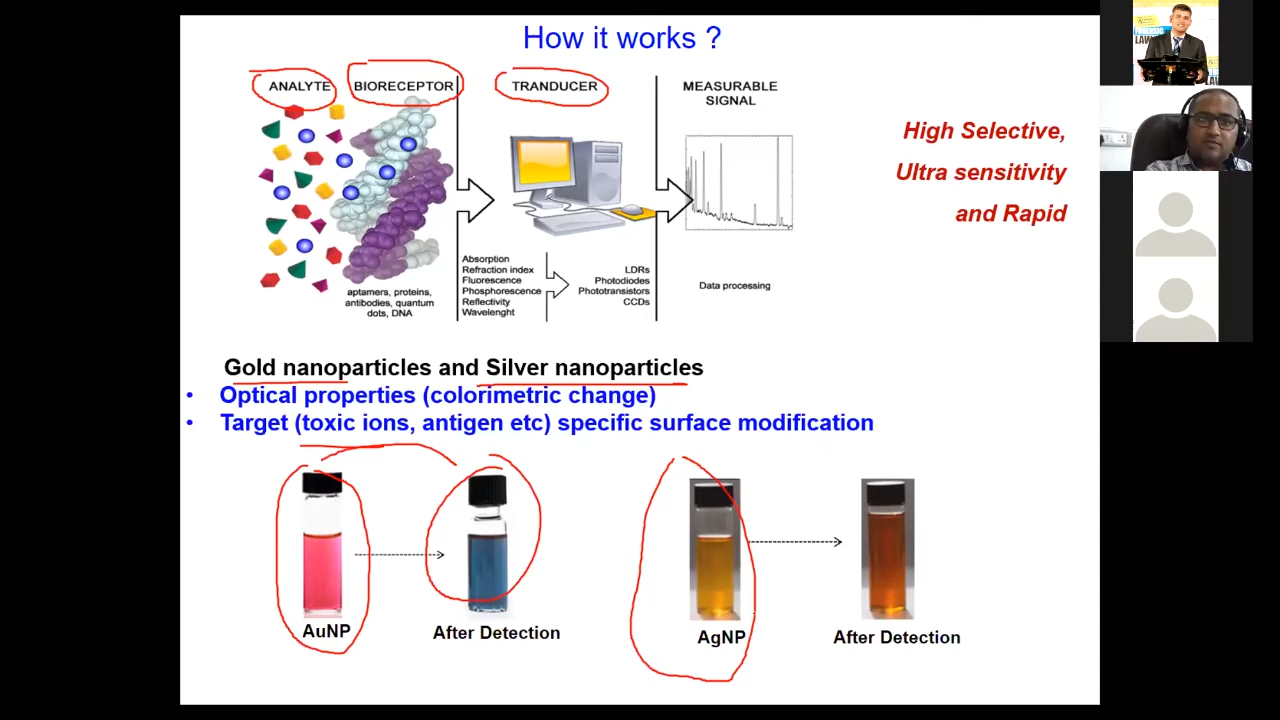 How it works ?
ANALYTE
BIORECEPTOR
TRANDUCER
MEASURABLE
SIGNAL
High Selective,
Ultra sensitivity
and Rapid
aptamers, proteins,
antibodies, quantum
dots, DNA
Absorption
Refraction index
Fluorescence
Phosphorescence
Reflectivity
Wavelenght
LDRs
Photodiodes
Phototransistors
CCDs
Data processing
Gold nanoparticles and Silver nanoparticles
• Optical properties (colorimetric change)
• Target (toxic ions, antigen etc) specific surface modification
AuNP
After Detection
AgNP
After Detection